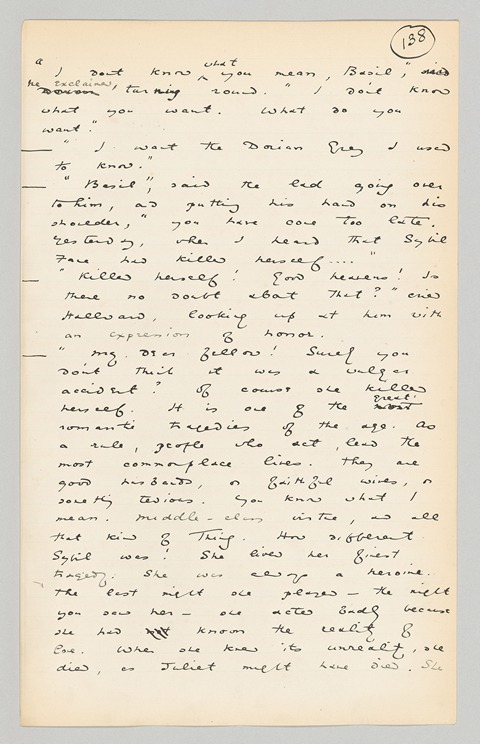 138
" I don't know what you mean, Basil," said
he exclaimed, turning round. " I don't know
what you want. What do you
want."
" I want the Dorian Gray I used
to know."
" Basil", said the lad going over
to him, and putting his hand on his
shoulder, " you have come too late.
Yesterday, when I heard that Sybil
Vane had killed herself .... "
" Killed herself! Good heavens! Is
there no doubt about that? " cried
Hallward, looking up at him with
an expression of horror.
" My dear fellow! Surely you
don't think it was a vulgar
accident? Of course she killed
herself. It is one of the great
romantic tragedies of the age. As
a rule, people who act, lead the
most commonplace lives. They are
good husbands, or faithful wives, or
something tedious. You know what I
mean. middle-class virtue, and all
that kind of Thing. How different
Sybil was! She lived her finest
tragedy. She was always a heroine.
The last night she played – the night
you saw her – she acted badly because
she had not known the reality of
love. When she knew its unreality, she
died, as Juliet might have died. She